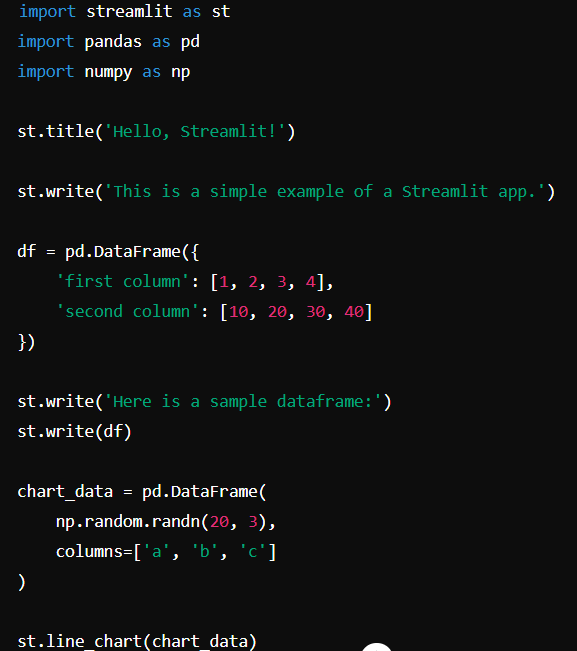 import streamlit as st
import pandas as pd
import numpy as np

st.title('Hello, Streamlit!')

st.write('This is a simple example of a Streamlit app.')

df = pd.DataFrame({
    'first column': [1, 2, 3, 4],
    'second column': [10, 20, 30, 40]
})

st.write('Here is a sample dataframe:')
st.write(df)

chart_data = pd.DataFrame(
    np.random.randn(20, 3),
    columns=['a', 'b', 'c']
)

st.line_chart(chart_data)